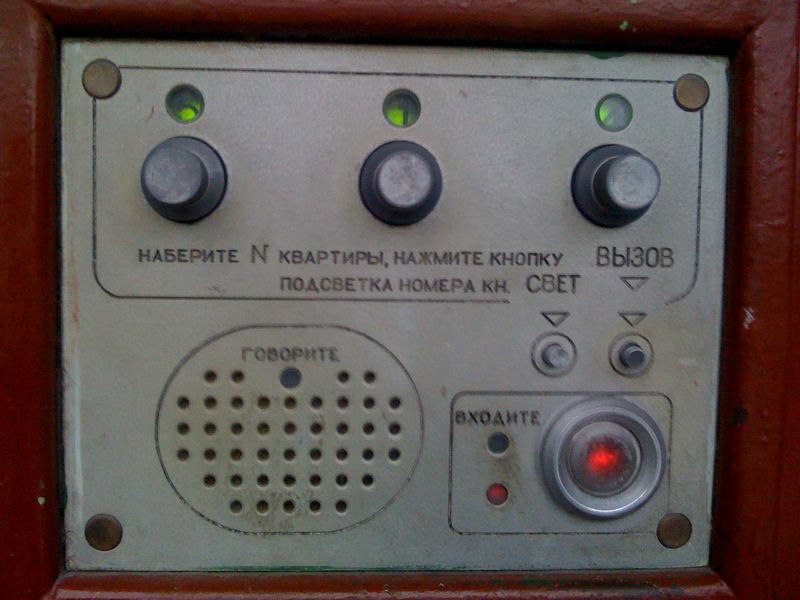 НАБЕРИТЕ N КВАРТИРЫ, НАЖМИТЕ КНОПКУ ВЫЗОВ
ПОДСВЕТКА НОМЕРА КН. СВЕТ
ГОВОРИТЕ
ВХОДИТЕ